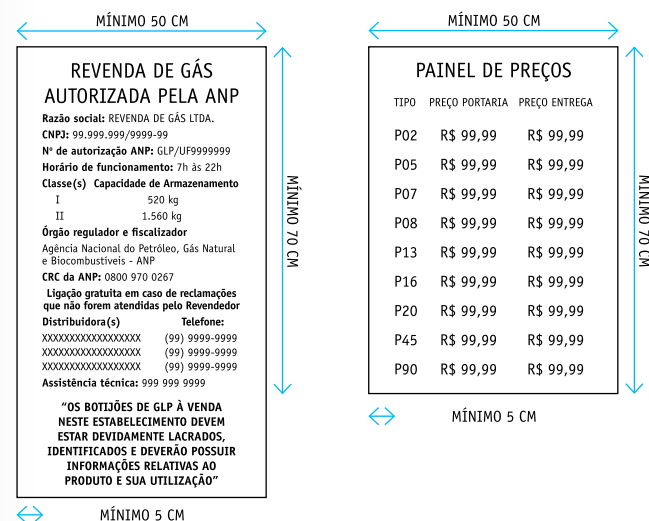 MÍNIMO 50 CM
REVENDA DE GÁS
AUTORIZADA PELA ANP
Razão social: REVENDA DE GÁS LTDA.
CNPJ: 99.999.999/9999-99
Nº de autorização ANP: GLP/UF9999999
Horário de funcionamento: 7h às 22h
Classe(s) Capacidade de Armazenamento
I 520 kg
II 1.560 kg
Órgão regulador e fiscalizador
Agência Nacional do Petróleo, Gás Natural
e Biocombustíveis - ANP
CRC da ANP: 0800 970 0267
Ligação gratuita em caso de reclamações
que não forem atendidas pelo Revendedor
Distribuidora(s) Telefone:
XXXXXXXXXXXXXXXXXX (99) 9999-9999
XXXXXXXXXXXXXXXXXX (99) 9999-9999
XXXXXXXXXXXXXXXXXX (99) 9999-9999
Assistência técnica: 999 999 9999
“OS BOTIJÕES DE GLP À VENDA
NESTE ESTABELECIMENTO DEVEM
ESTAR DEVIDAMENTE LACRADOS,
IDENTIFICADOS E DEVERÃO POSSUIR
INFORMAÇÕES RELATIVAS AO
PRODUTO E SUA UTILIZAÇÃO”
MÍNIMO 70 CM
MÍNIMO 5 CM
MÍNIMO 50 CM
PAINEL DE PREÇOS
TIPO PREÇO PORTARIA PREÇO ENTREGA
P02 R$ 99,99 R$ 99,99
P05 R$ 99,99 R$ 99,99
P07 R$ 99,99 R$ 99,99
P08 R$ 99,99 R$ 99,99
P13 R$ 99,99 R$ 99,99
P16 R$ 99,99 R$ 99,99
P20 R$ 99,99 R$ 99,99
P45 R$ 99,99 R$ 99,99
P90 R$ 99,99 R$ 99,99
MÍNIMO 70 CM
MÍNIMO 5 CM